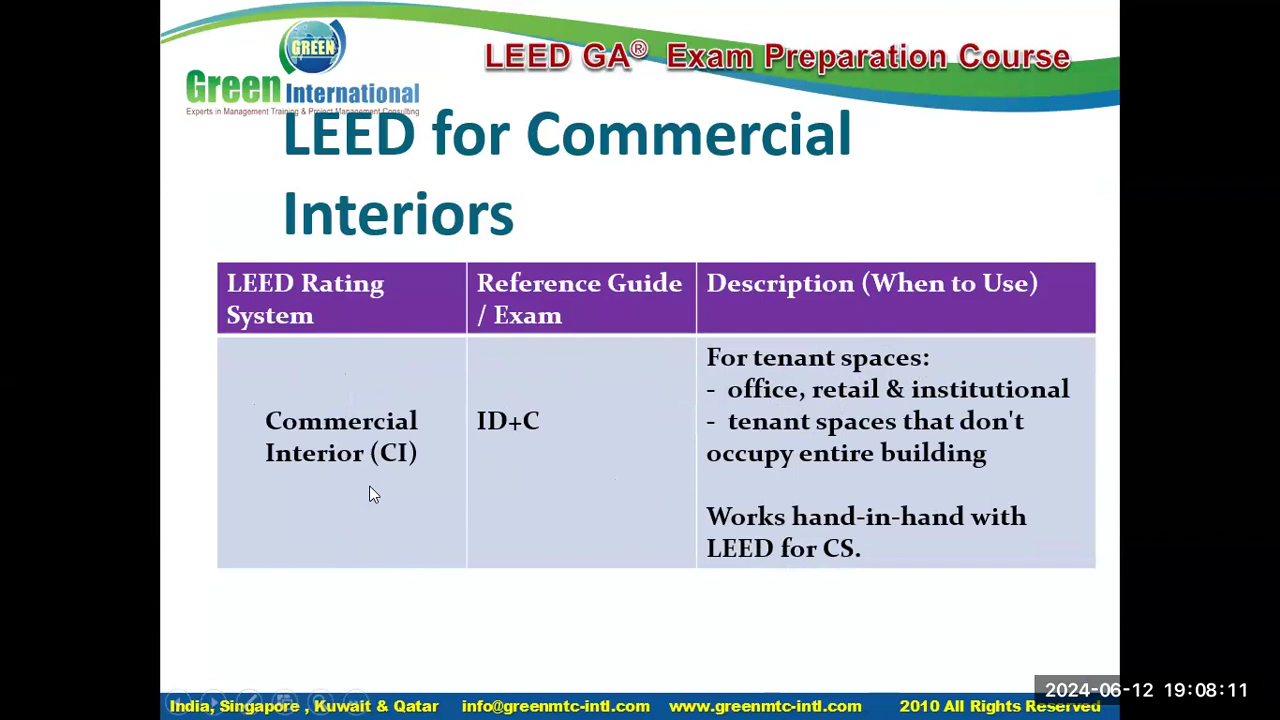 GREEN
Green International
Experts in Management Training & Project Management Consulting
LEED GA® Exam Preparation Course
LEED for Commercial
Interiors
LEED Rating
System
Reference Guide
/ Exam
Description (When to Use)
Commercial
Interior (CI)
ID+C
For tenant spaces:
- office, retail & institutional
- tenant spaces that don't
occupy entire building
Works hand-in-hand with
LEED for CS.
2024-06-12 19:08:11
India, Singapore , Kuwait & Qatar info@greenmtc-intl.com www.greenmtc-intl.com 2010 All Rights Reserved